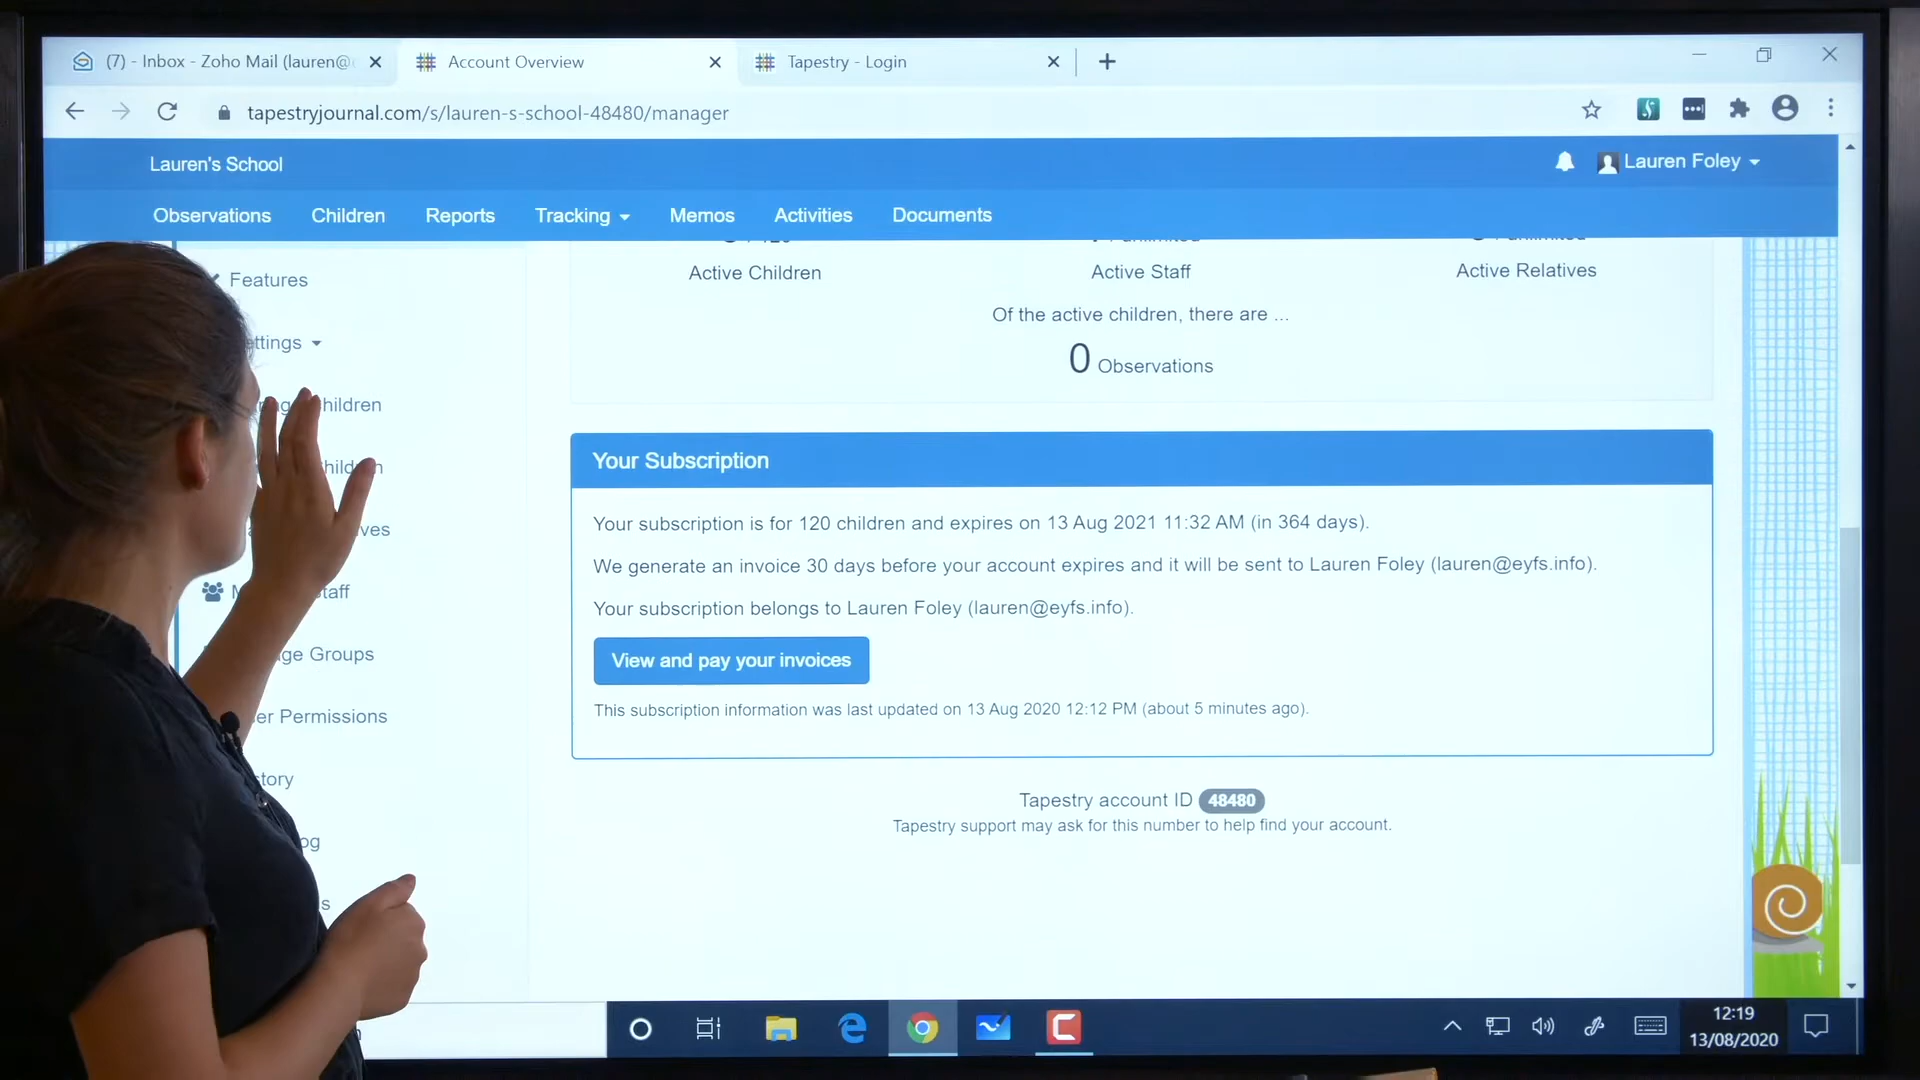 (7) - Inbox - Zoho Mail (lauren@
Account Overview
Tapestry - Login
tapestryjournal.com/s/lauren-s-school-48480/manager
Lauren's School
Lauren Foley
Observations
Children
Reports
Tracking
Memos
Activities
Documents
Features
ettings
hildren
hildren
ves
taff
ge Groups
er Permissions
tory
og
s
Active Children
Active Staff
Active Relatives
Of the active children, there are ...
0 Observations
Your Subscription
Your subscription is for 120 children and expires on 13 Aug 2021 11:32 AM (in 364 days).
We generate an invoice 30 days before your account expires and it will be sent to Lauren Foley (lauren@eyfs.info).
Your subscription belongs to Lauren Foley (lauren@eyfs.info).
View and pay your invoices
This subscription information was last updated on 13 Aug 2020 12:12 PM (about 5 minutes ago).
Tapestry account ID 48480
Tapestry support may ask for this number to help find your account.
12:19
13/08/2020